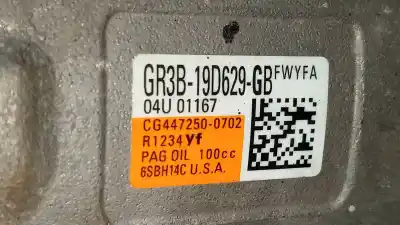 GR3B-19D629-GB FWYFA
04U 01167
CG447250-0702
R1234yf
PAG OIL 100cc
6SBH14C U.S.A.